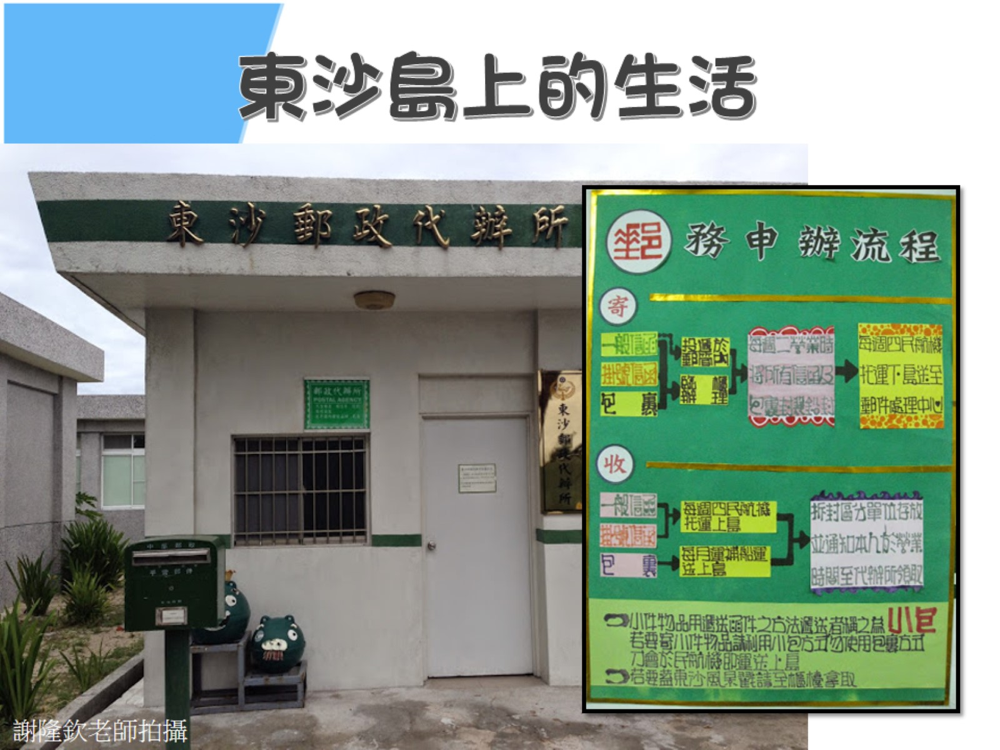 東沙島上的生活
東沙郵政代辦所
郵政代辦所
POSTAL AGENCY
東沙郵政代辦所
中華郵政
平常郵件
謝隆欽老師拍攝
郵務申辦流程
寄
一般信函
掛號信函
包裹
投遞於
郵筒內
臨櫃
辦理
每週二營業時
將所有信函及
包裹封裝鉛封
每週四民航機
托運下島送至
郵件處理中心
收
一般信函
掛號信函
包裹
每週四民航機
托運上島
每月運補船運
送上島
拆封區分單位存放
並通知本人於營業
時間至代辦所領取
小件物品用遞送函件之方法遞送者稱之為小包
若要寄小件物品請利用小包方式勿使用包裹方式
才會於民航機即運送上島
若要蓋東沙風景戳請至櫃檯拿取